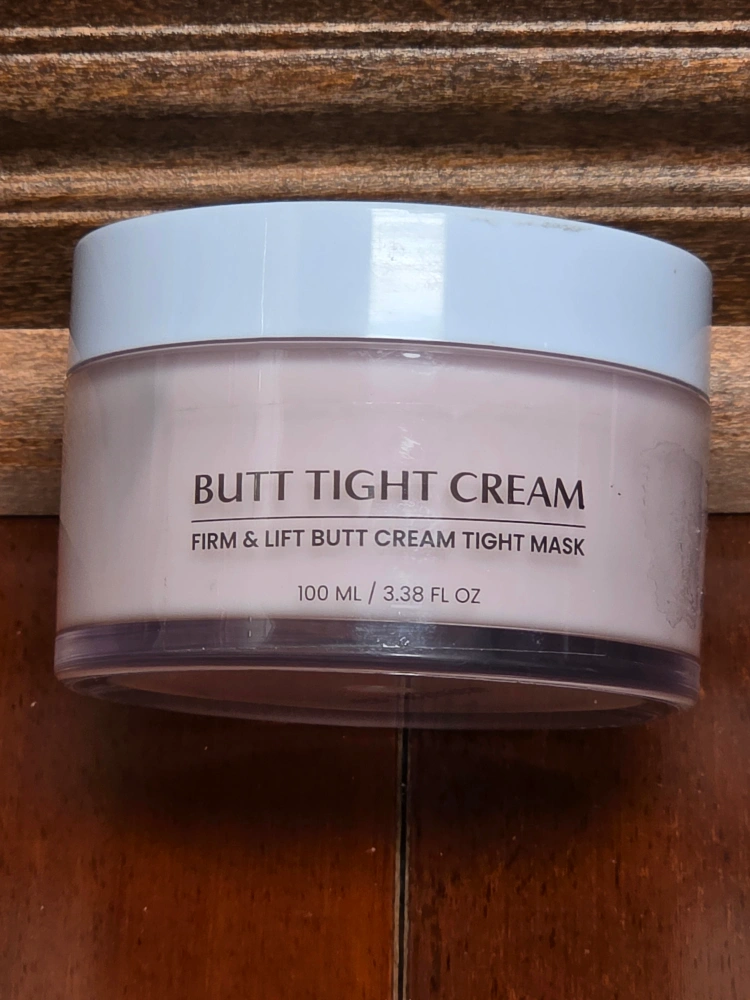 BUTT TIGHT CREAM
FIRM & LIFT BUTT CREAM TIGHT MASK
100 ML / 3.38 FL OZ